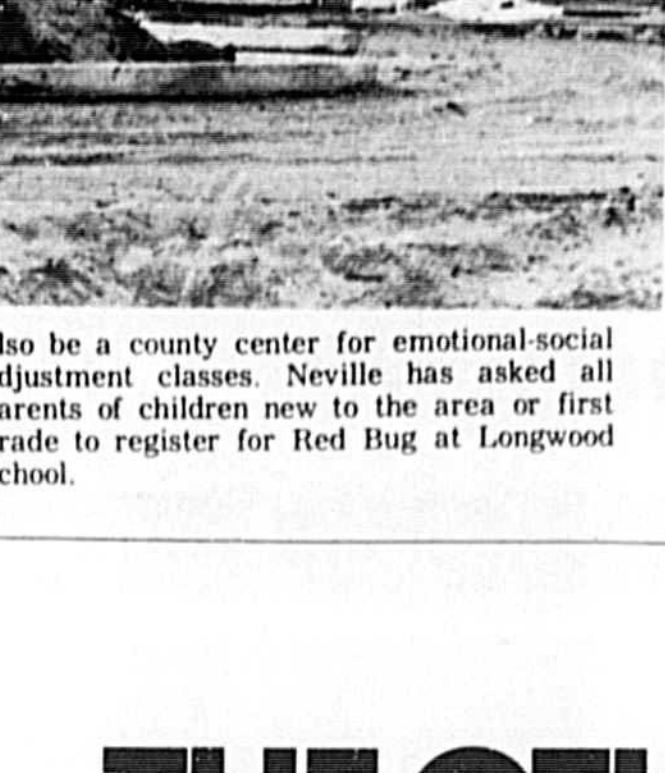 lso be a county center for emotional-social
djustment classes. Neville has asked all
arents of children new to the area or first
rade to register for Red Bug at Longwood
chool.